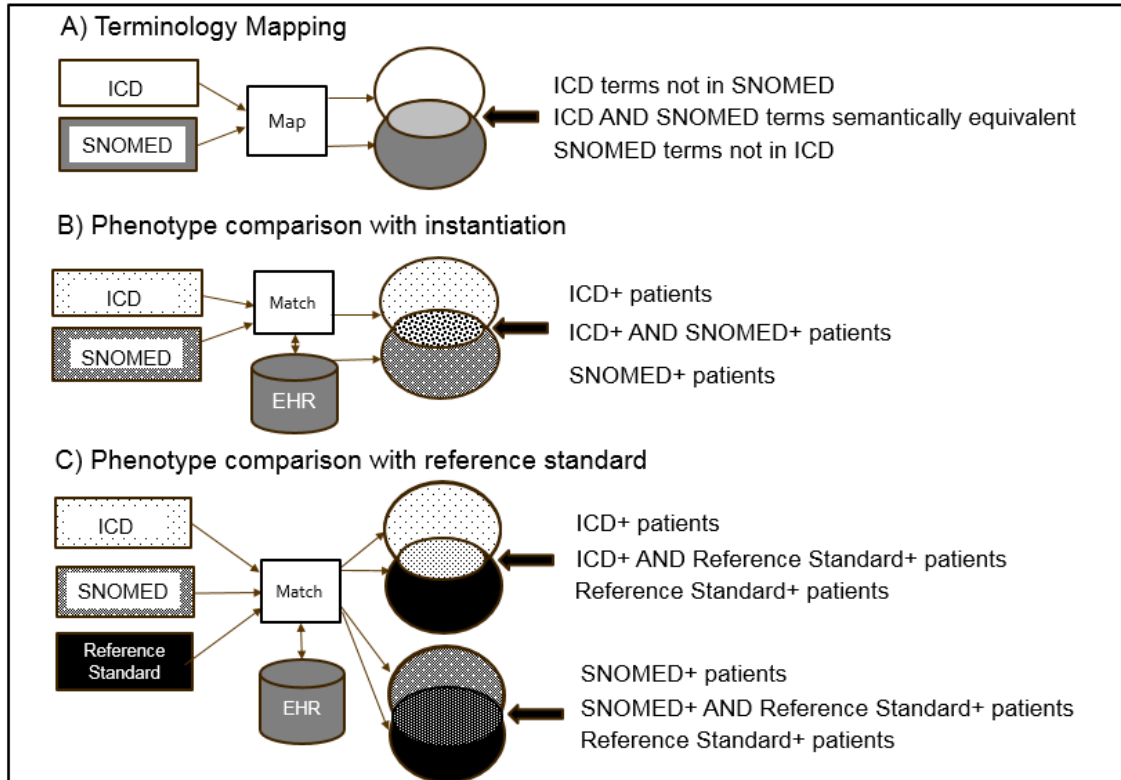 A) Terminology Mapping
ICD
SNOMED
Map
ICD terms not in SNOMED
ICD AND SNOMED terms semantically equivalent
SNOMED terms not in ICD
B) Phenotype comparison with instantiation
ICD
SNOMED
Match
EHR
ICD+ patients
ICD+ AND SNOMED+ patients
SNOMED+ patients
C) Phenotype comparison with reference standard
ICD
SNOMED
Reference
Standard
Match
EHR
ICD+ patients
ICD+ AND Reference Standard+ patients
Reference Standard+ patients
SNOMED+ patients
SNOMED+ AND Reference Standard+ patients
Reference Standard+ patients